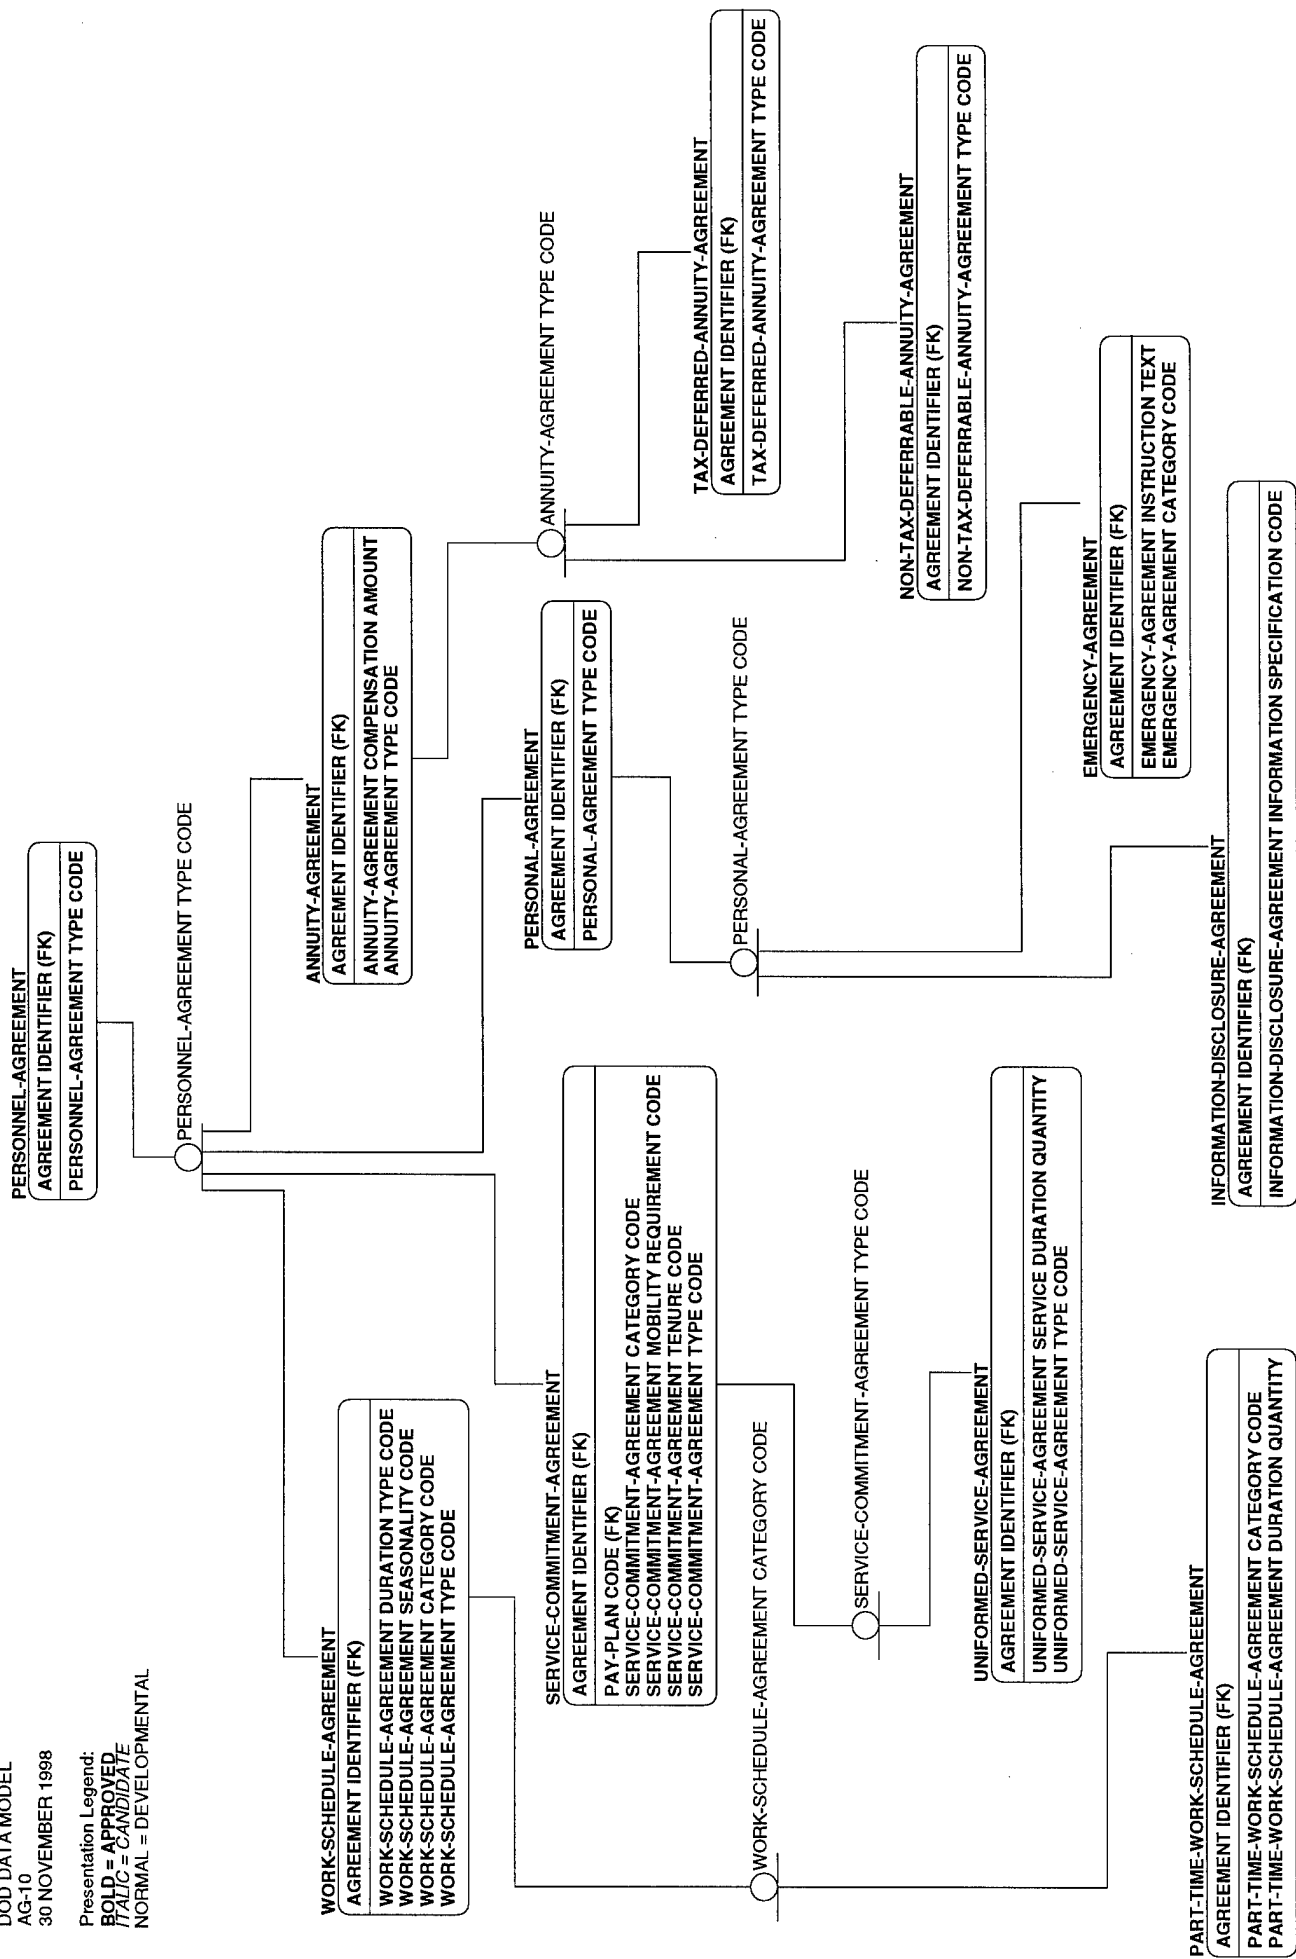 DOD DATA MODEL
AG-10
30 NOVEMBER 1998
Presentation Legend:
BOLD = APPROVED
ITALIC = CANDIDATE
NORMAL = DEVELOPMENTAL
PERSONNEL-AGREEMENT
AGREEMENT IDENTIFIER (FK)
PERSONNEL-AGREEMENT TYPE CODE
PERSONNEL-AGREEMENT TYPE CODE
WORK-SCHEDULE-AGREEMENT
AGREEMENT IDENTIFIER (FK)
WORK-SCHEDULE-AGREEMENT DURATION TYPE CODE
WORK-SCHEDULE-AGREEMENT SEASONALITY CODE
WORK-SCHEDULE-AGREEMENT CATEGORY CODE
WORK-SCHEDULE-AGREEMENT TYPE CODE
ANNUITY-AGREEMENT
AGREEMENT IDENTIFIER (FK)
ANNUITY-AGREEMENT COMPENSATION AMOUNT
ANNUITY-AGREEMENT TYPE CODE
SERVICE-COMMITMENT-AGREEMENT
AGREEMENT IDENTIFIER (FK)
PAY-PLAN CODE (FK)
SERVICE-COMMITMENT-AGREEMENT CATEGORY CODE
SERVICE-COMMITMENT-AGREEMENT MOBILITY REQUIREMENT CODE
SERVICE-COMMITMENT-AGREEMENT TENURE CODE
SERVICE-COMMITMENT-AGREEMENT TYPE CODE
PERSONAL-AGREEMENT
AGREEMENT IDENTIFIER (FK)
PERSONAL-AGREEMENT TYPE CODE
ANNUITY-AGREEMENT TYPE CODE
TAX-DEFERRED-ANNUITY-AGREEMENT
AGREEMENT IDENTIFIER (FK)
TAX-DEFERRED-ANNUITY-AGREEMENT TYPE CODE
WORK-SCHEDULE-AGREEMENT CATEGORY CODE
PERSONAL-AGREEMENT TYPE CODE
SERVICE-COMMITMENT-AGREEMENT TYPE CODE
NON-TAX-DEFERRABLE-ANNUITY-AGREEMENT
AGREEMENT IDENTIFIER (FK)
NON-TAX-DEFERRABLE-ANNUITY-AGREEMENT TYPE CODE
UNIFORMED-SERVICE-AGREEMENT
AGREEMENT IDENTIFIER (FK)
UNIFORMED-SERVICE-AGREEMENT SERVICE DURATION QUANTITY
UNIFORMED-SERVICE-AGREEMENT TYPE CODE
EMERGENCY-AGREEMENT
AGREEMENT IDENTIFIER (FK)
EMERGENCY-AGREEMENT INSTRUCTION TEXT
EMERGENCY-AGREEMENT CATEGORY CODE
PART-TIME-WORK-SCHEDULE-AGREEMENT
AGREEMENT IDENTIFIER (FK)
PART-TIME-WORK-SCHEDULE-AGREEMENT CATEGORY CODE
PART-TIME-WORK-SCHEDULE-AGREEMENT DURATION QUANTITY
INFORMATION-DISCLOSURE-AGREEMENT
AGREEMENT IDENTIFIER (FK)
INFORMATION-DISCLOSURE-AGREEMENT INFORMATION SPECIFICATION CODE